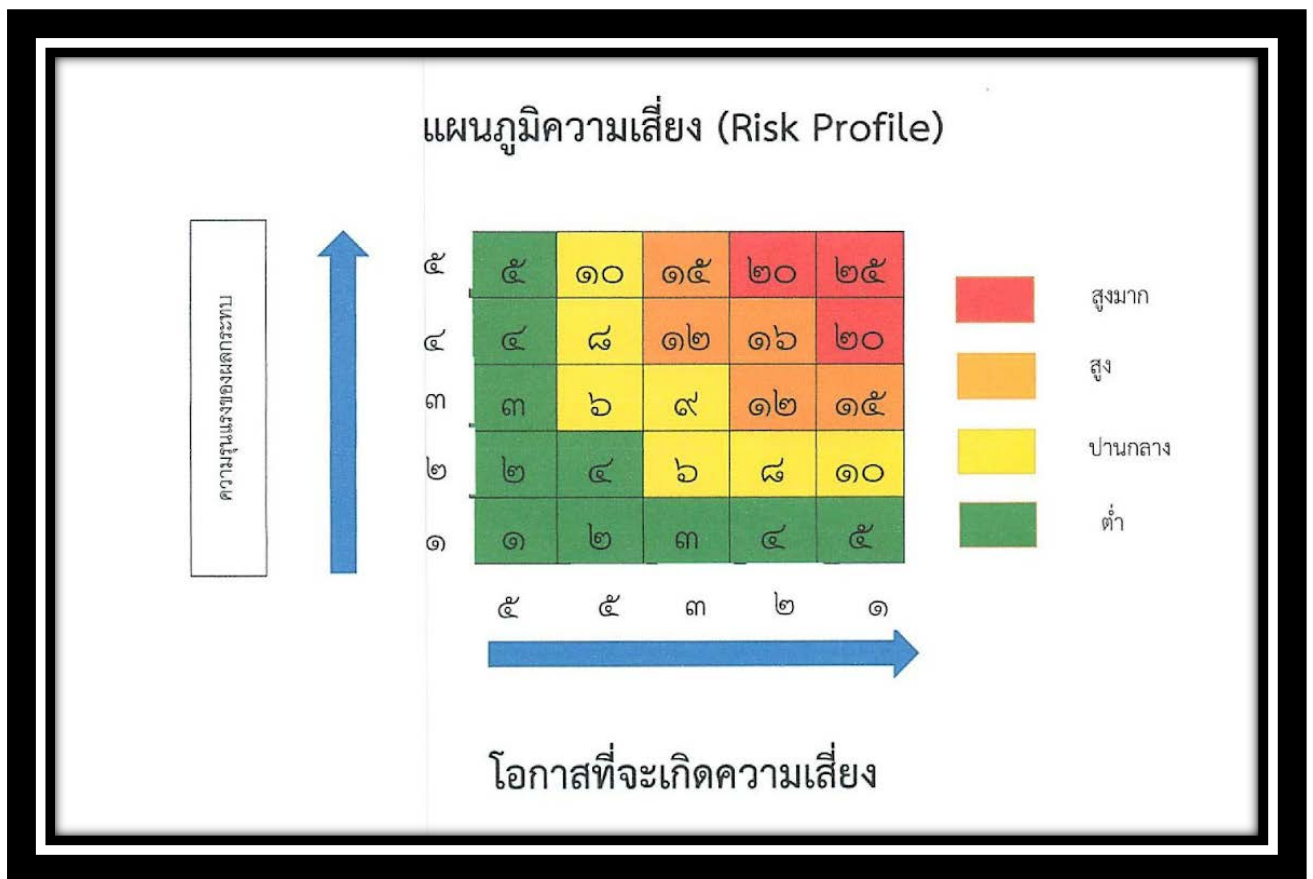 แผนภูมิความเสี่ยง (Risk Profile)
ความรุนแรงของผลกระทบ
๕ ๕ ๑๐ ๑๕ ๒๐ ๒๕
๔ ๔ ๘ ๑๒ ๑๖ ๒๐
๓ ๓ ๖ ๙ ๑๒ ๑๕
๒ ๒ ๔ ๖ ๘ ๑๐
๑ ๑ ๒ ๓ ๔ ๕
๕ ๕ ๓ ๒ ๑
สูงมาก
สูง
ปานกลาง
ต่ำ
โอกาสที่จะเกิดความเสี่ยง